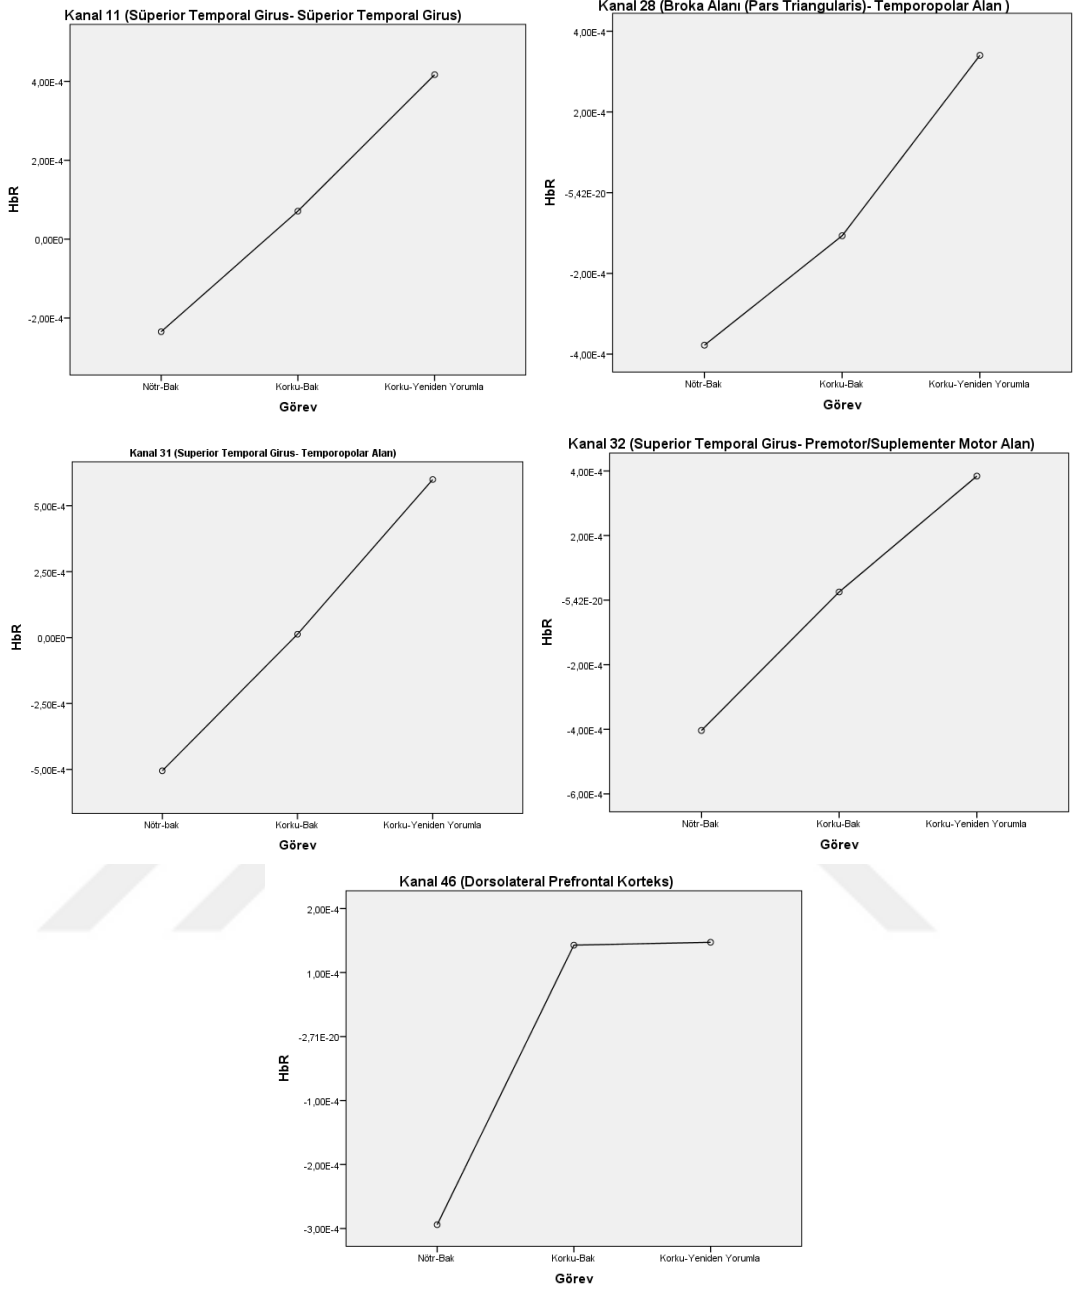 Kanal 11 (Süperior Temporal Girus- Süperior Temporal Girus)
4,00E-4
2,00E-4
0,00E0
-2,00E-4
HbR
Nötr-Bak Korku-Bak Korku-Yeniden Yorumla
Görev
Kanal 28 (Broka Alanı (Pars Triangularis)- Temporopolar Alan )
4,00E-4
2,00E-4
-5,42E-20
-2,00E-4
-4,00E-4
HbR
Nötr-Bak Korku-Bak Korku-Yeniden Yorumla
Görev
Kanal 31 (Superior Temporal Girus- Temporopolar Alan)
5,00E-4
2,50E-4
0,00E0
-2,50E-4
-5,00E-4
HbR
Nötr-bak Korku-Bak Korku-Yeniden Yorumla
Görev
Kanal 32 (Superior Temporal Girus- Premotor/Suplementer Motor Alan)
4,00E-4
2,00E-4
-5,42E-20
-2,00E-4
-4,00E-4
-6,00E-4
HbR
Nötr-Bak Korku-Bak Korku-Yeniden Yorumla
Görev
Kanal 46 (Dorsolateral Prefrontal Korteks)
2,00E-4
1,00E-4
-2,71E-20
-1,00E-4
-2,00E-4
-3,00E-4
HbR
Nötr-Bak Korku-Bak Korku-Yeniden Yorumla
Görev